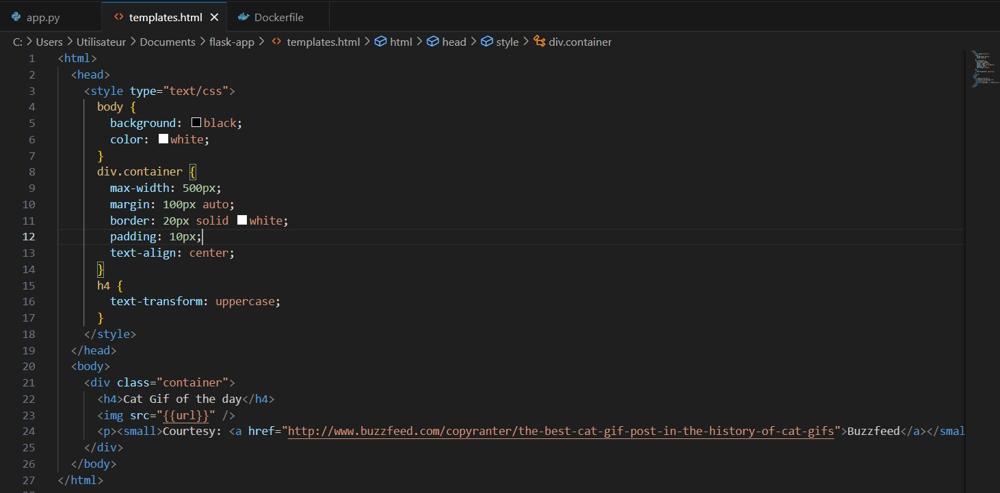 app.py templates.html Dockerfile
C: > Users > Utilisateur > Documents > flask-app > templates.html > html > head > style > div.container
1 <html>
2 <head>
3 <style type="text/css">
4 body {
5 background: black;
6 color: white;
7 }
8 div.container {
9 max-width: 500px;
10 margin: 100px auto;
11 border: 20px solid white;
12 padding: 10px;
13 text-align: center;
14 }
15 h4 {
16 text-transform: uppercase;
17 }
18 </style>
19 </head>
20 <body>
21 <div class="container">
22 <h4>Cat Gif of the day</h4>
23 <img src="{{url}}" />
24 <p><small>Courtesy: <a href="http://www.buzzfeed.com/copyranter/the-best-cat-gif-post-in-the-history-of-cat-gifs">Buzzfeed</a></smal
25 </div>
26 </body>
27 </html>